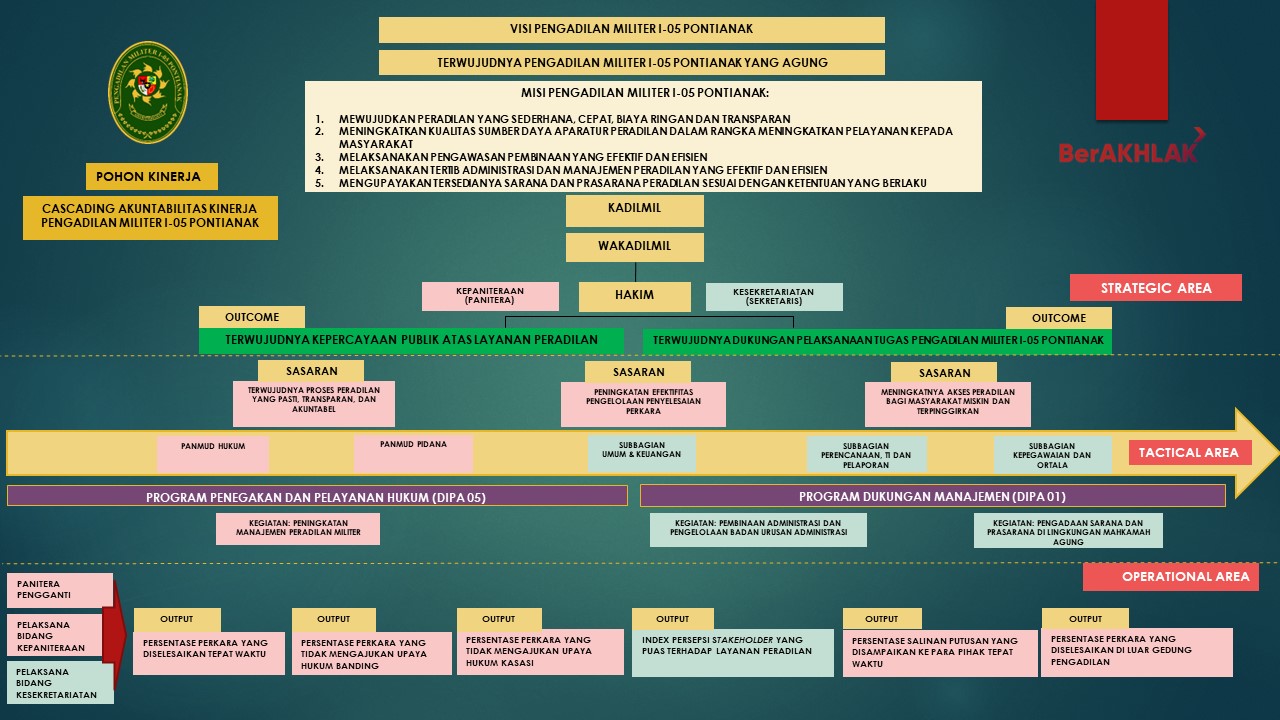 VISI PENGADILAN MILITER I-05 PONTIANAK
TERWUJUDNYA PENGADILAN MILITER I-05 PONTIANAK YANG AGUNG
MISI PENGADILAN MILITER I-05 PONTIANAK:
1. MEWUJUDKAN PERADILAN YANG SEDERHANA, CEPAT, BIAYA RINGAN DAN TRANSPARAN
2. MENINGKATKAN KUALITAS SUMBER DAYA APARATUR PERADILAN DALAM RANGKA MENINGKATKAN PELAYANAN KEPADA
MASYARAKAT
3. MELAKSANAKAN PENGAWASAN PEMBINAAN YANG EFEKTIF DAN EFISIEN
4. MELAKSANAKAN TERTIB ADMINISTRASI DAN MANAJEMEN PERADILAN YANG EFEKTIF DAN EFISIEN
5. MENGUPAYAKAN TERSEDIANYA SARANA DAN PRASARANA PERADILAN SESUAI DENGAN KETENTUAN YANG BERLAKU
PENGADILAN MILITER I-05 PONTIANAK
BerAKHLAK
POHON KINERJA
CASCADING AKUNTABILITAS KINERJA
PENGADILAN MILITER I-05 PONTIANAK
KADILMIL
WAKADILMIL
KEPANITERAAN
(PANITERA)
HAKIM
KESEKRETARIATAN
(SEKRETARIS)
STRATEGIC AREA
OUTCOME
TERWUJUDNYA KEPERCAYAAN PUBLIK ATAS LAYANAN PERADILAN
OUTCOME
TERWUJUDNYA DUKUNGAN PELAKSANAAN TUGAS PENGADILAN MILITER I-05 PONTIANAK
SASARAN
TERWUJUDNYA PROSES PERADILAN
YANG PASTI, TRANSPARAN, DAN
AKUNTABEL
SASARAN
PENINGKATAN EFEKTIFITAS
PENGELOLAAN PENYELESAIAN
PERKARA
SASARAN
MENINGKATNYA AKSES PERADILAN
BAGI MASYARAKAT MISKIN DAN
TERPINGGIRKAN
PANMUD HUKUM
PANMUD PIDANA
SUBBAGIAN
UMUM & KEUANGAN
SUBBAGIAN
PERENCANAAN, TI DAN
PELAPORAN
SUBBAGIAN
KEPEGAWAIAN DAN
ORTALA
TACTICAL AREA
PROGRAM PENEGAKAN DAN PELAYANAN HUKUM (DIPA 05)
PROGRAM DUKUNGAN MANAJEMEN (DIPA 01)
KEGIATAN: PENINGKATAN
MANAJEMEN PERADILAN MILITER
KEGIATAN: PEMBINAAN ADMINISTRASI DAN
PENGELOLAAN BADAN URUSAN ADMINISTRASI
KEGIATAN: PENGADAAN SARANA DAN
PRASARANA DI LINGKUNGAN MAHKAMAH
AGUNG
OPERATIONAL AREA
PANITERA
PENGGANTI
PELAKSANA
BIDANG
KEPANITERAAN
PELAKSANA
BIDANG
KESEKRETARIATAN
OUTPUT
PERSENTASE PERKARA YANG
DISELESAIKAN TEPAT WAKTU
OUTPUT
PERSENTASE PERKARA YANG
TIDAK MENGAJUKAN UPAYA
HUKUM BANDING
OUTPUT
PERSENTASE PERKARA YANG
TIDAK MENGAJUKAN UPAYA
HUKUM KASASI
OUTPUT
INDEX PERSEPSI STAKEHOLDER YANG
PUAS TERHADAP LAYANAN PERADILAN
OUTPUT
PERSENTASE SALINAN PUTUSAN YANG
DISAMPAIKAN KE PARA PIHAK TEPAT
WAKTU
OUTPUT
PERSENTASE PERKARA YANG
DISELESAIKAN DI LUAR GEDUNG
PENGADILAN